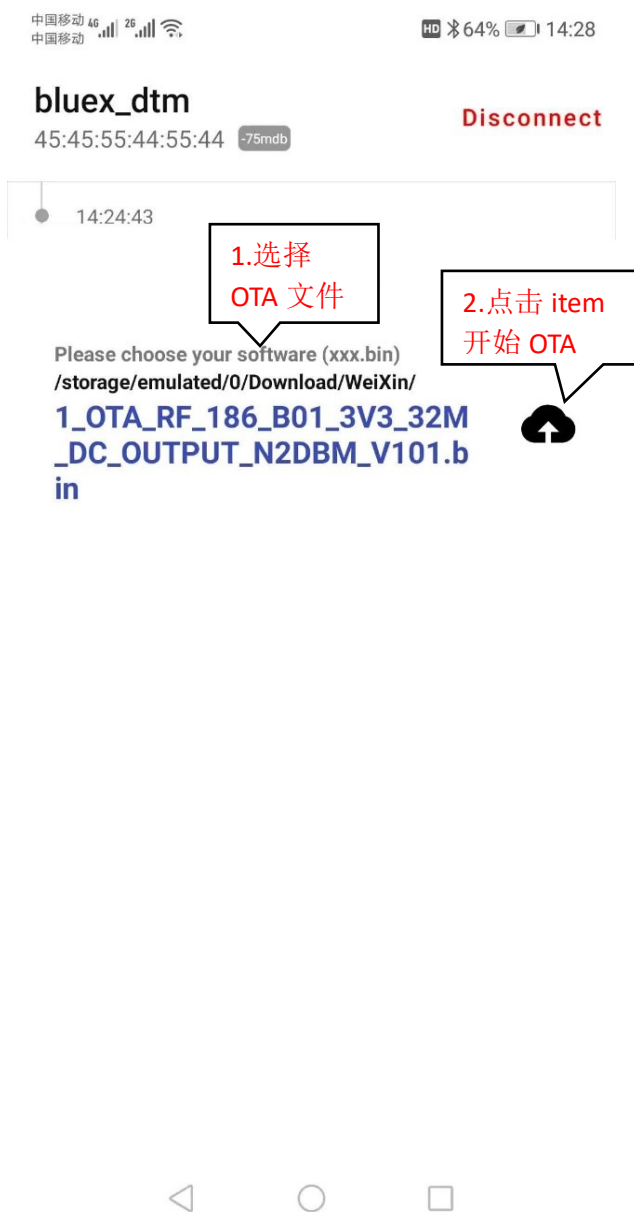 中国移动 4G 2G
中国移动
HD 64% 14:28
bluex_dtm
45:45:55:44:55:44 -75mdb
Disconnect
14:24:43
1.选择
OTA 文件
2.点击 item
开始 OTA
Please choose your software (xxx.bin)
/storage/emulated/0/Download/WeiXin/
1_OTA_RF_186_B01_3V3_32M
_DC_OUTPUT_N2DBM_V101.b
in